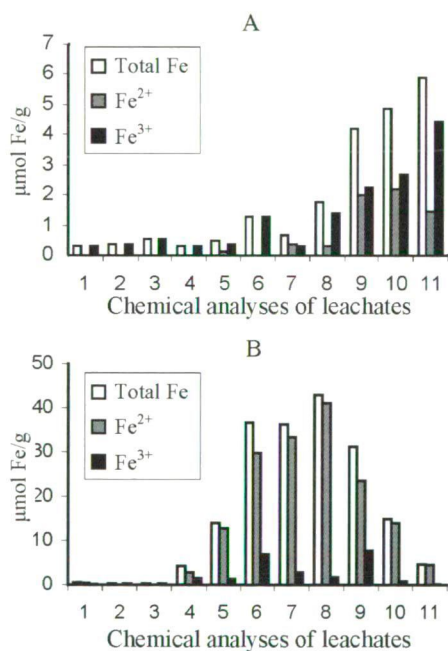 A
µmol Fe/g
7
6
5
4
3
2
1
0
Total Fe
Fe²⁺
Fe³⁺
1 2 3 4 5 6 7 8 9 10 11
Chemical analyses of leachates
B
µmol Fe/g
50
40
30
20
10
0
Total Fe
Fe²⁺
Fe³⁺
1 2 3 4 5 6 7 8 9 10 11
Chemical analyses of leachates